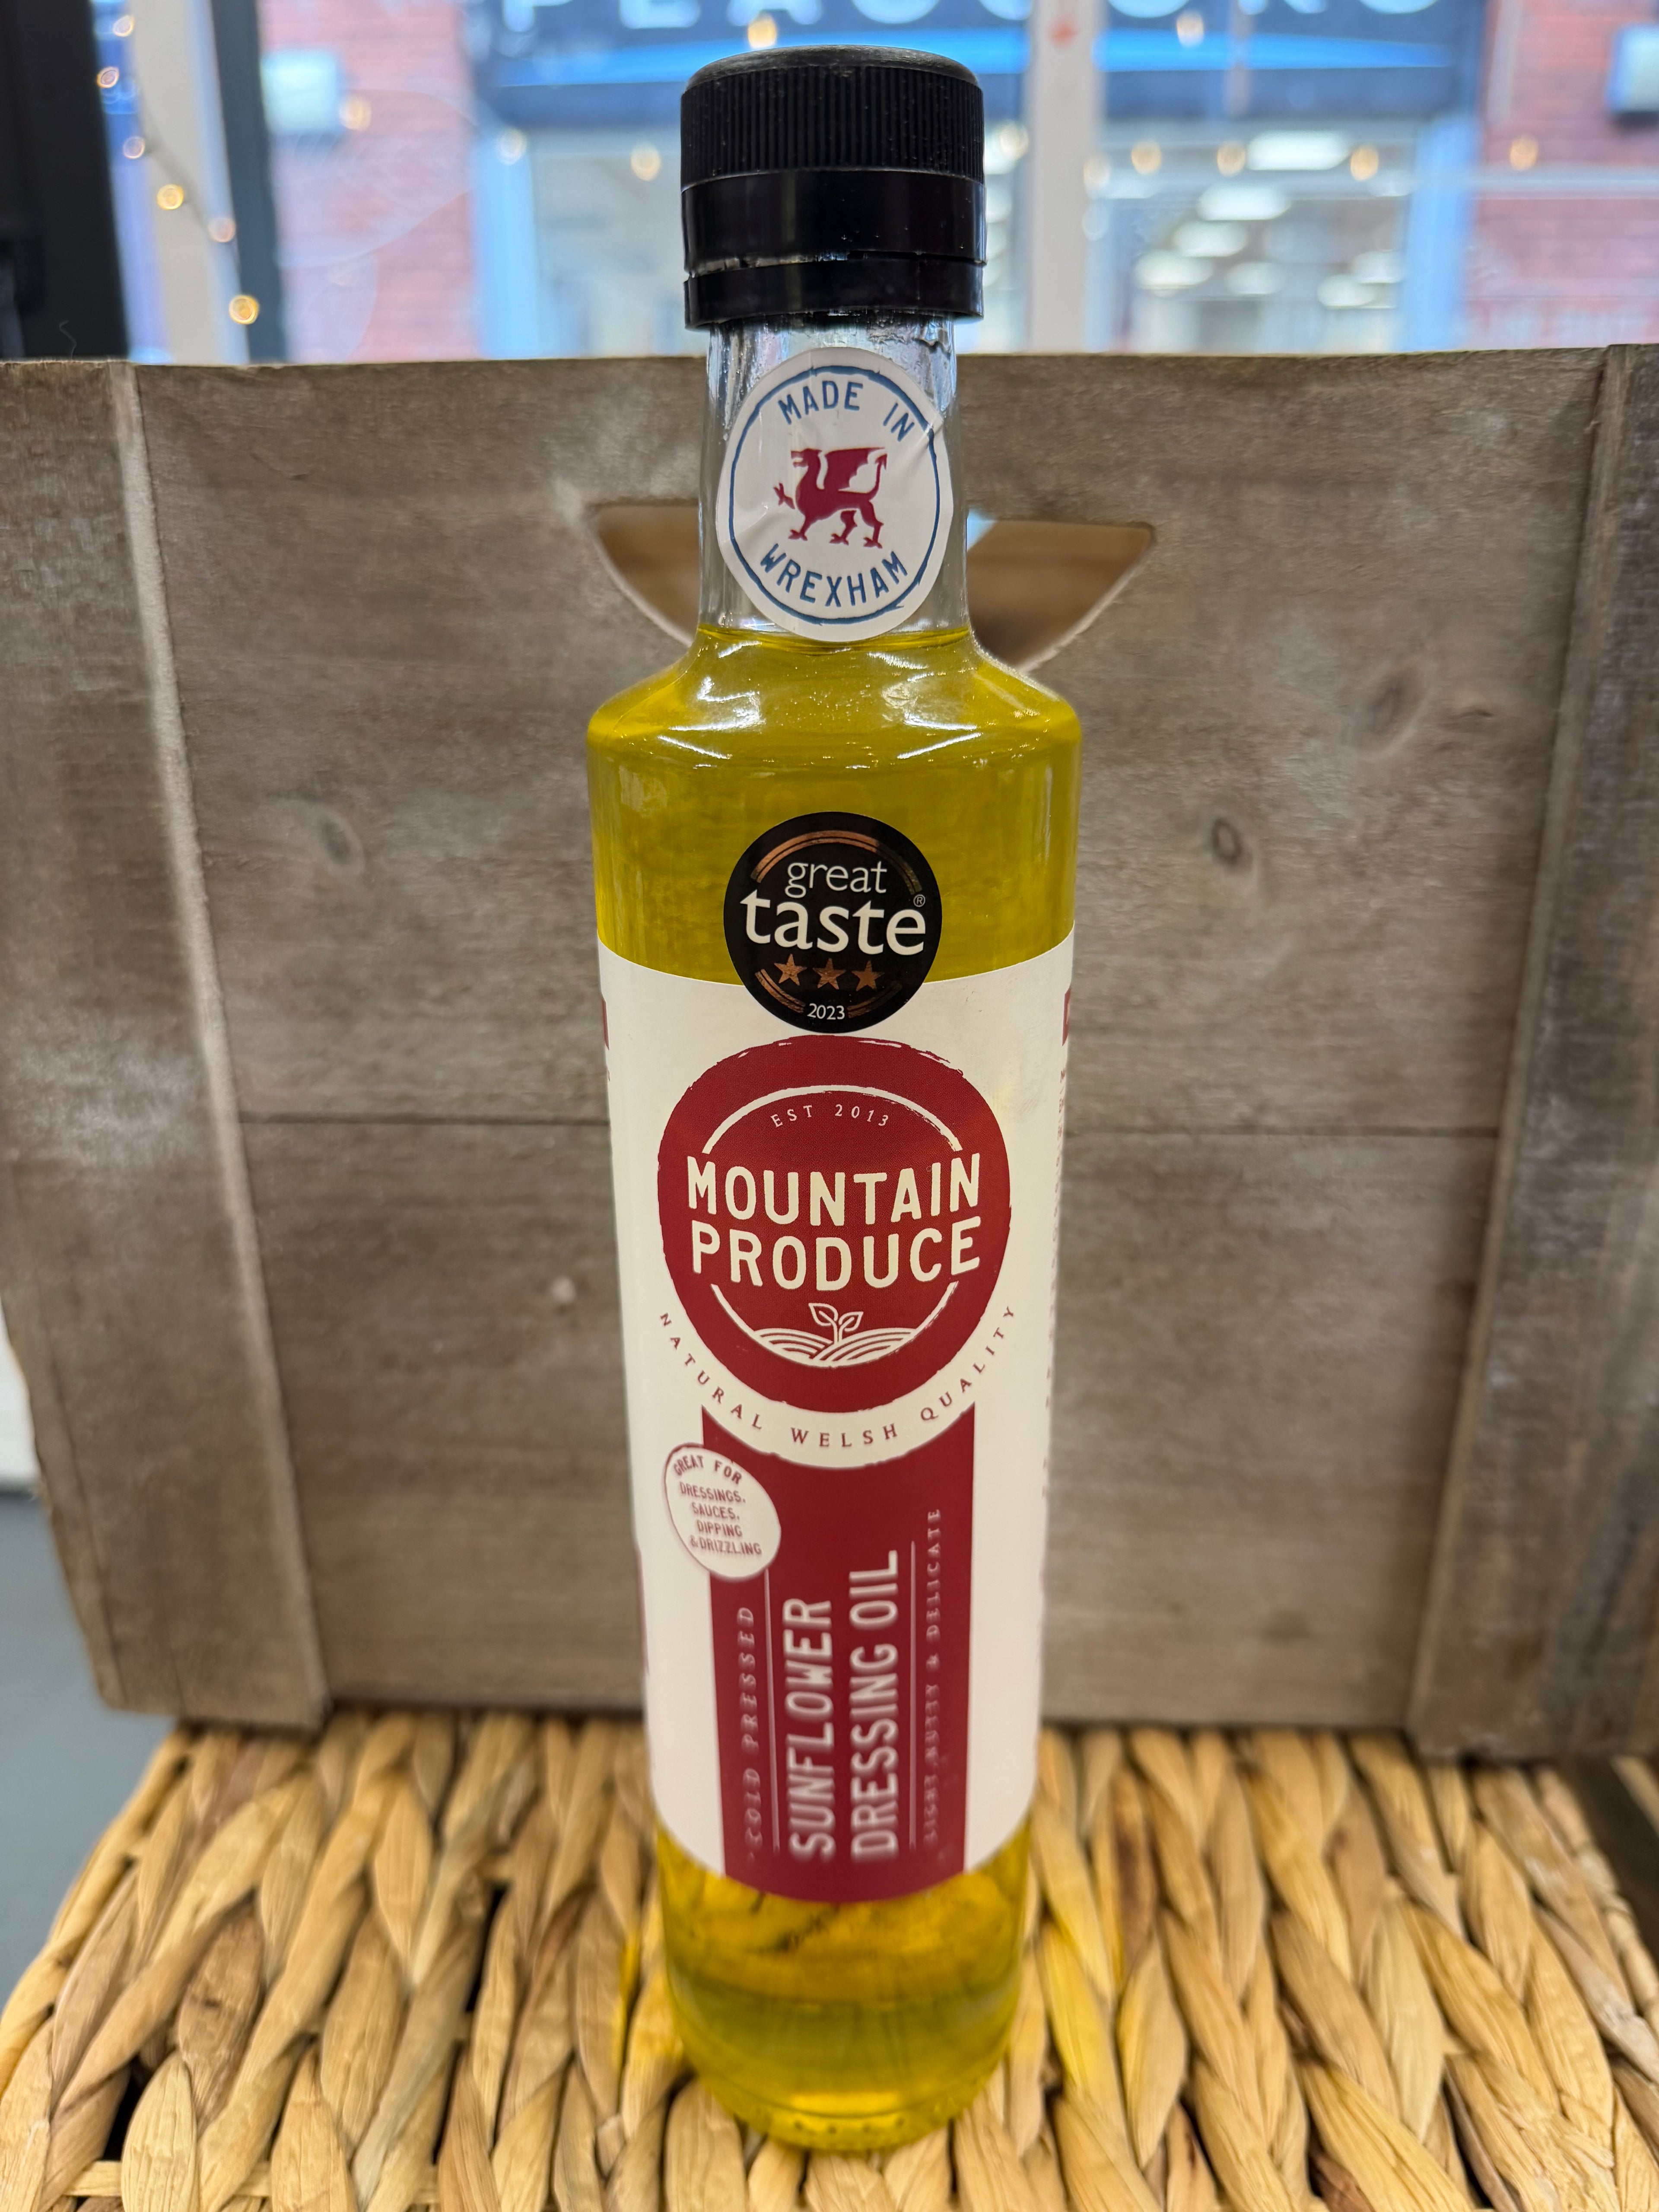 MADE IN
WREXHAM
great
taste®
2023
EST 2013
MOUNTAIN
PRODUCE
NATURAL WELSH QUALITY
GREAT FOR
DRESSINGS,
SAUCES,
DIPPING
& DRIZZLING
COLD PRESSED
SUNFLOWER
DRESSING OIL
LIGHT, NUTTY & DELICATE